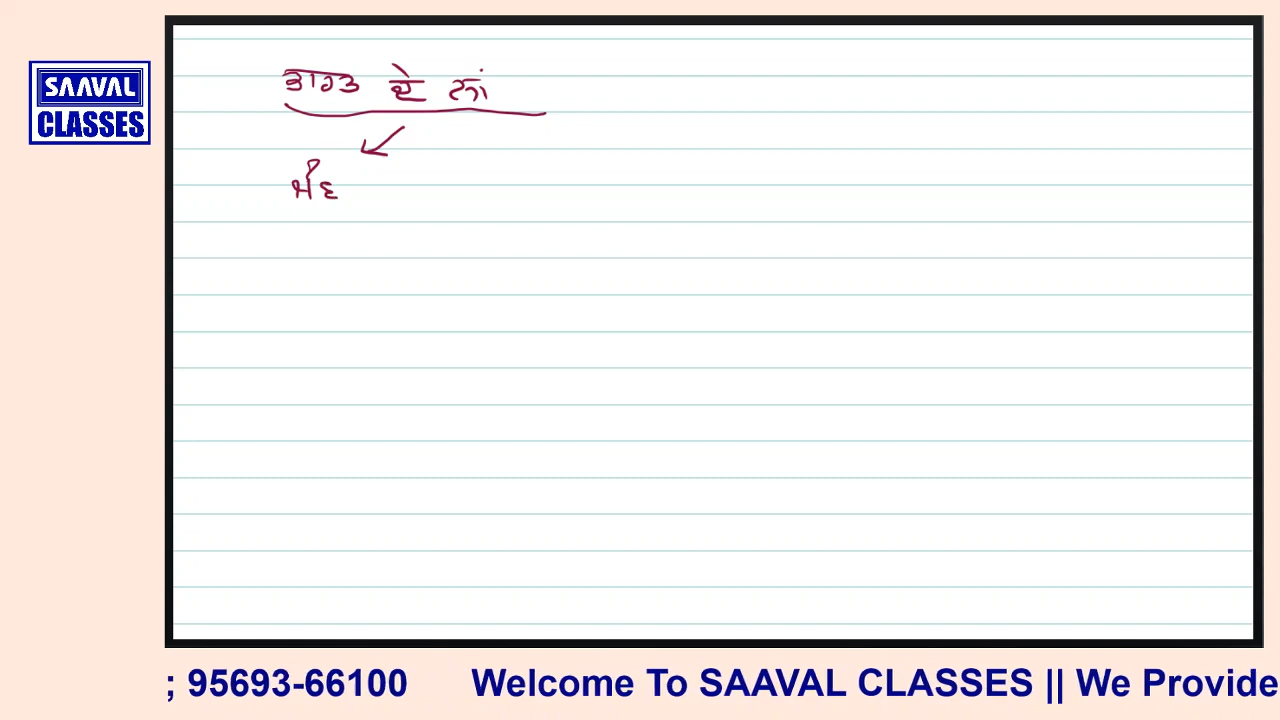 SAAVAL
CLASSES
ਭਾਰਤ ਦੇ ਨਾਂ
; 95693-66100 Welcome To SAAVAL CLASSES || We Provide